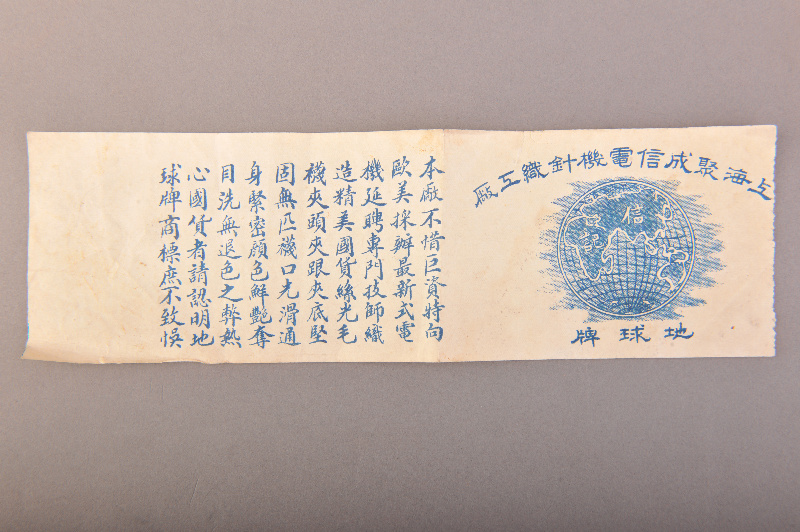 上海聚成信電機針織工厰
信
地球牌
本厰不惜巨資特向
歐美採辦最新式電
機延聘專門技師織
造精美國貨絲光毛
襪夾頭夾跟夾底堅
固無匹襪口光滑通
身緊密顔色鮮艷奪
目洗無退色之弊熱
心國貨者請認明地
球牌商標庶不致悞